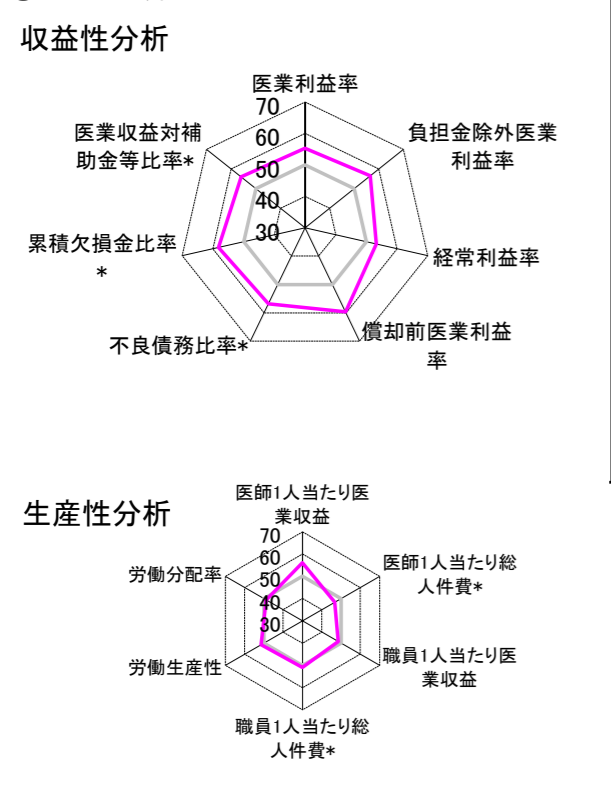 収益性分析
医業利益率
70
60
50
40
30
負担金除外医業
利益率
経常利益率
償却前医業利益
率
不良債務比率*
累積欠損金比率
*
医業収益対補
助金等比率*
生産性分析
医師1人当たり医
業収益
70
60
50
40
30
医師1人当たり総
人件費*
職員1人当たり医
業収益
職員1人当たり総
人件費*
労働生産性
労働分配率